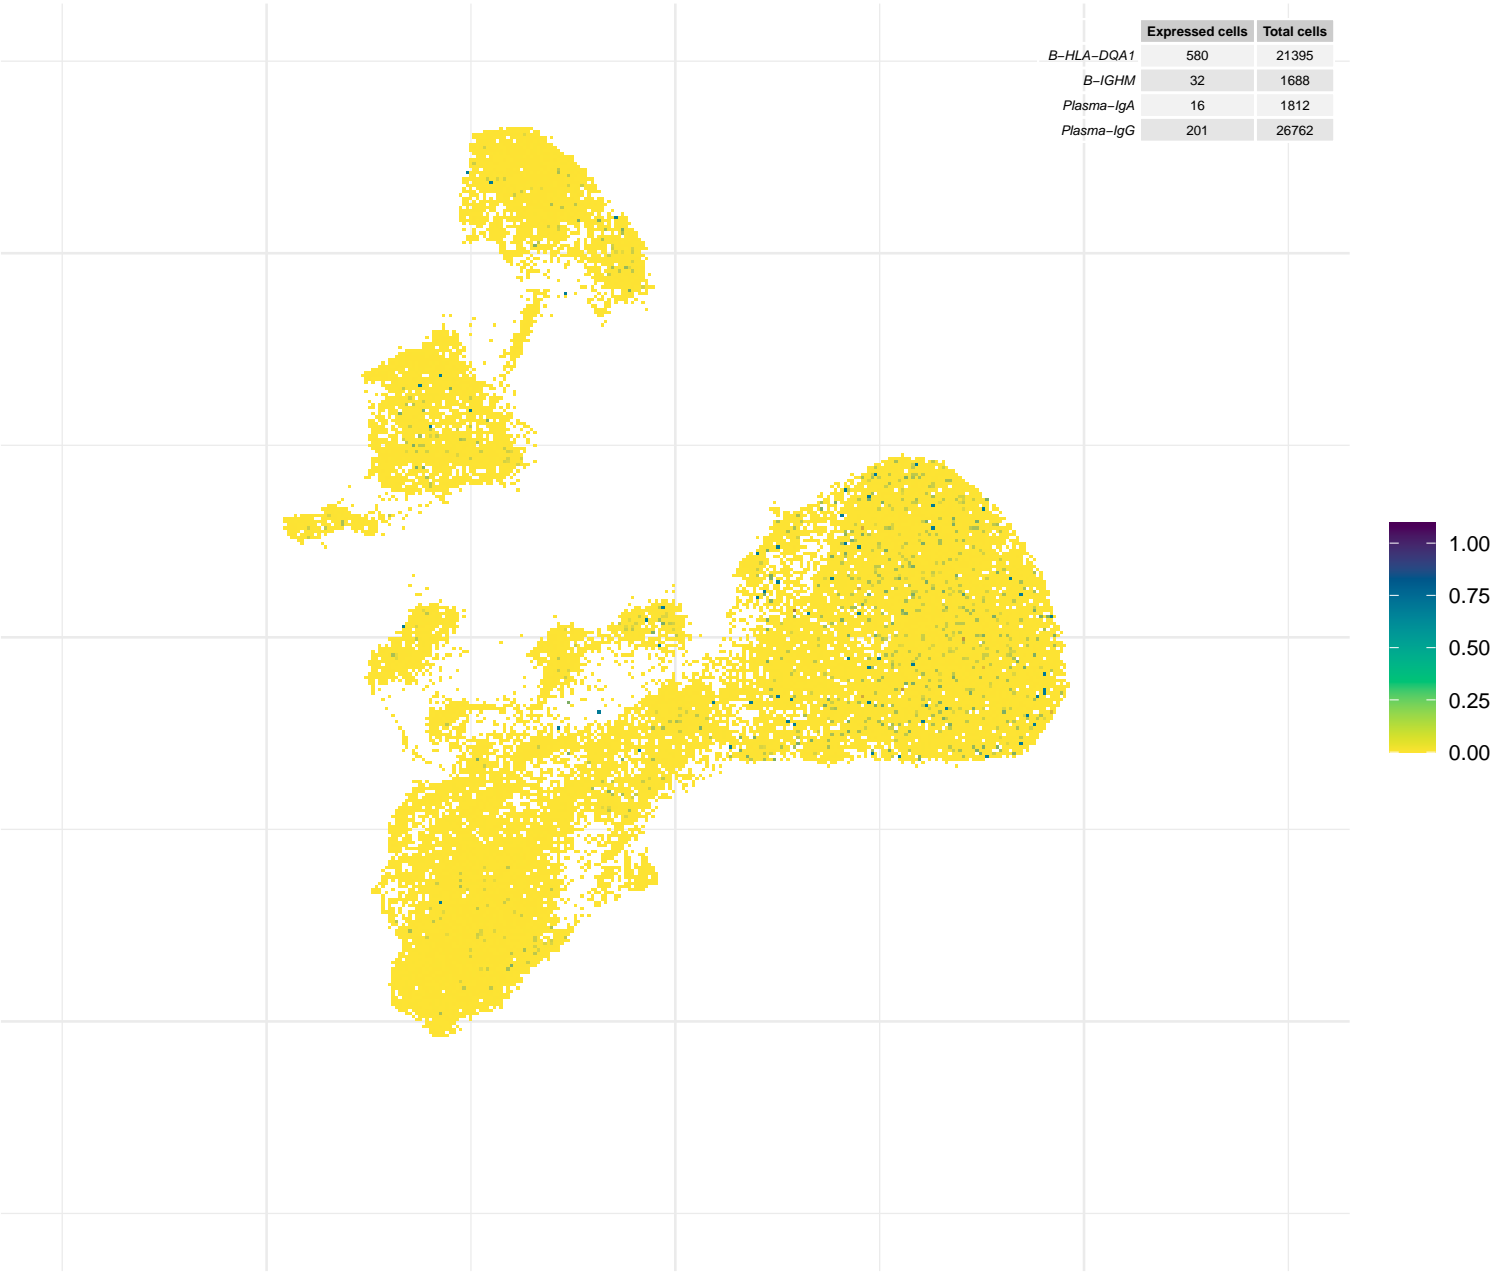 Expressed cells Total cells
B−HLA−DQA1 580 21395
B−IGHM 32 1688
Plasma−IgA 16 1812
Plasma−IgG 201 26762
1.00
0.75
0.50
0.25
0.00